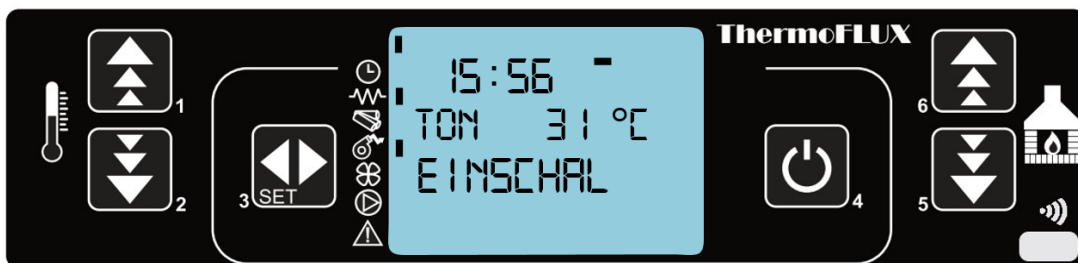 ThermoFLUX
15:56
TON 31 °C
EINSCHAL
1
2
3 SET
4
5
6